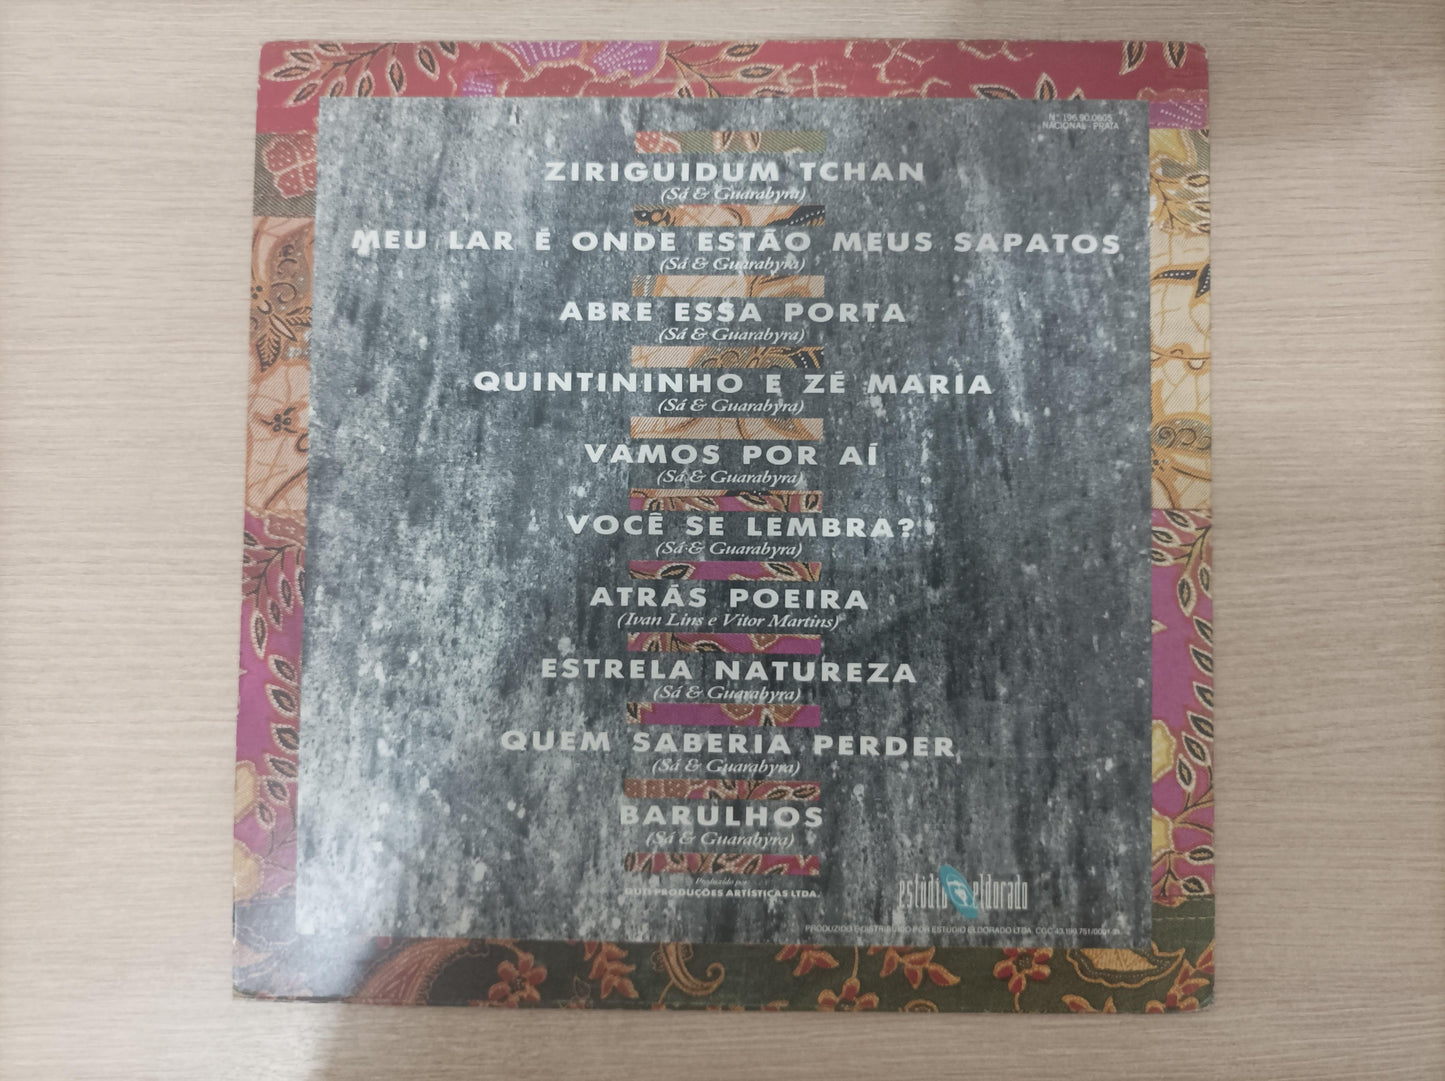 Nº 196.90.0605
NACIONAL - PRATA
ZIRIGUIDUM TCHAN
(Sá & Guarabyra)
MEU LAR É ONDE ESTÃO MEUS SAPATOS
(Sá & Guarabyra)
ABRE ESSA PORTA
(Sá & Guarabyra)
QUINTININHO E ZÉ MARIA
(Sá & Guarabyra)
VAMOS POR AÍ
(Sá & Guarabyra)
VOCÊ SE LEMBRA?
(Sá & Guarabyra)
ATRÁS POEIRA
(Ivan Lins e Vitor Martins)
ESTRELA NATUREZA
(Sá & Guarabyra)
QUEM SABERIA PERDER
(Sá & Guarabyra)
BARULHOS
(Sá & Guarabyra)
Produzido por
PRODUÇÕES ARTÍSTICAS LTDA.
estúdio eldorado
PRODUZIDO E DISTRIBUÍDO POR ESTÚDIO ELDORADO LTDA CGC